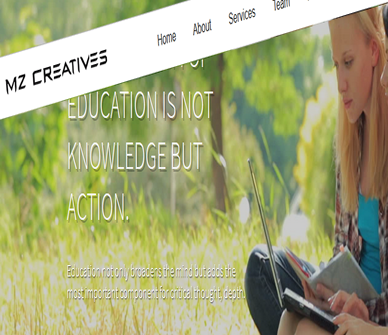 MZ CREATIVES Home About Services Team
EDUCATION IS NOT
KNOWLEDGE BUT
ACTION.
Education not only broadens the mind but adds the
most important component for critical thought, depth.